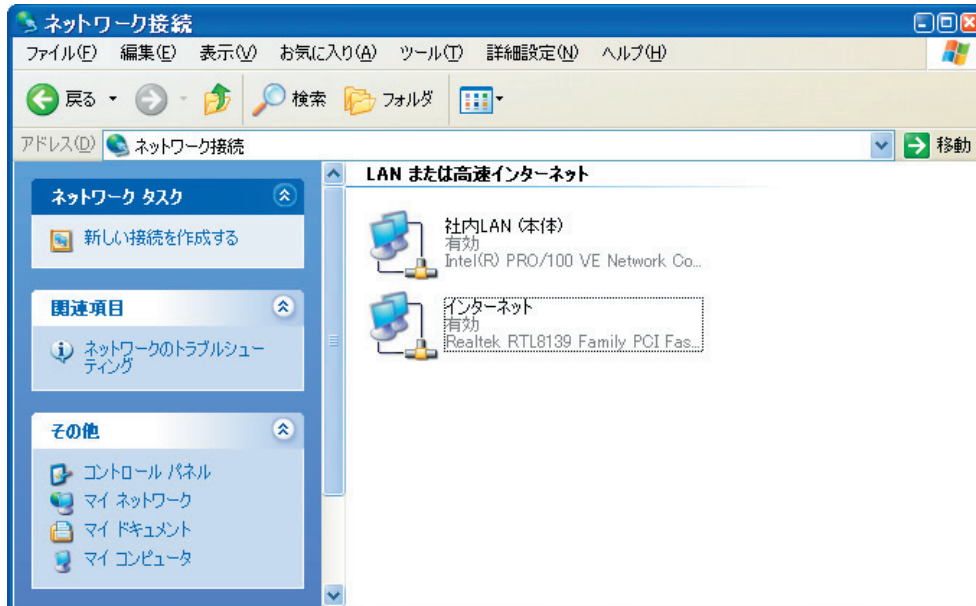 ネットワーク接続
ファイル(F) 編集(E) 表示(V) お気に入り(A) ツール(T) 詳細設定(N) ヘルプ(H)
戻る 検索 フォルダ
アドレス(D) ネットワーク接続 移動
ネットワーク タスク
新しい接続を作成する
関連項目
ネットワークのトラブルシュー
ティング
その他
コントロール パネル
マイ ネットワーク
マイ ドキュメント
マイ コンピュータ
LAN または高速インターネット
社内LAN (本体)
有効
Intel(R) PRO/100 VE Network Co...
インターネット
有効
Realtek RTL8139 Family PCI Fas...